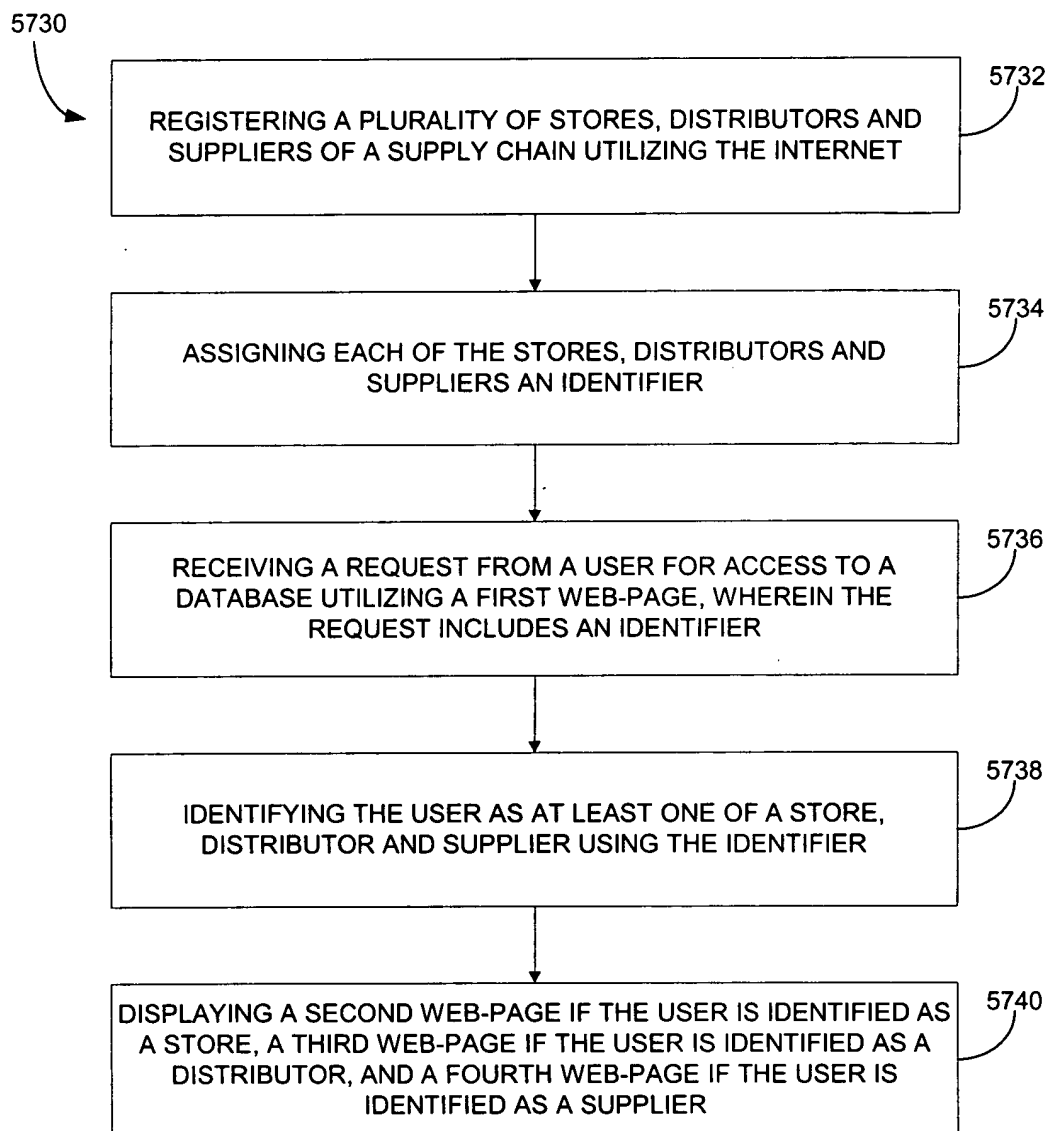 5730
5732
REGISTERING A PLURALITY OF STORES, DISTRIBUTORS AND
SUPPLIERS OF A SUPPLY CHAIN UTILIZING THE INTERNET
5734
ASSIGNING EACH OF THE STORES, DISTRIBUTORS AND
SUPPLIERS AN IDENTIFIER
5736
RECEIVING A REQUEST FROM A USER FOR ACCESS TO A
DATABASE UTILIZING A FIRST WEB-PAGE, WHEREIN THE
REQUEST INCLUDES AN IDENTIFIER
5738
IDENTIFYING THE USER AS AT LEAST ONE OF A STORE,
DISTRIBUTOR AND SUPPLIER USING THE IDENTIFIER
5740
DISPLAYING A SECOND WEB-PAGE IF THE USER IS IDENTIFIED AS
A STORE, A THIRD WEB-PAGE IF THE USER IS IDENTIFIED AS A
DISTRIBUTOR, AND A FOURTH WEB-PAGE IF THE USER IS
IDENTIFIED AS A SUPPLIER